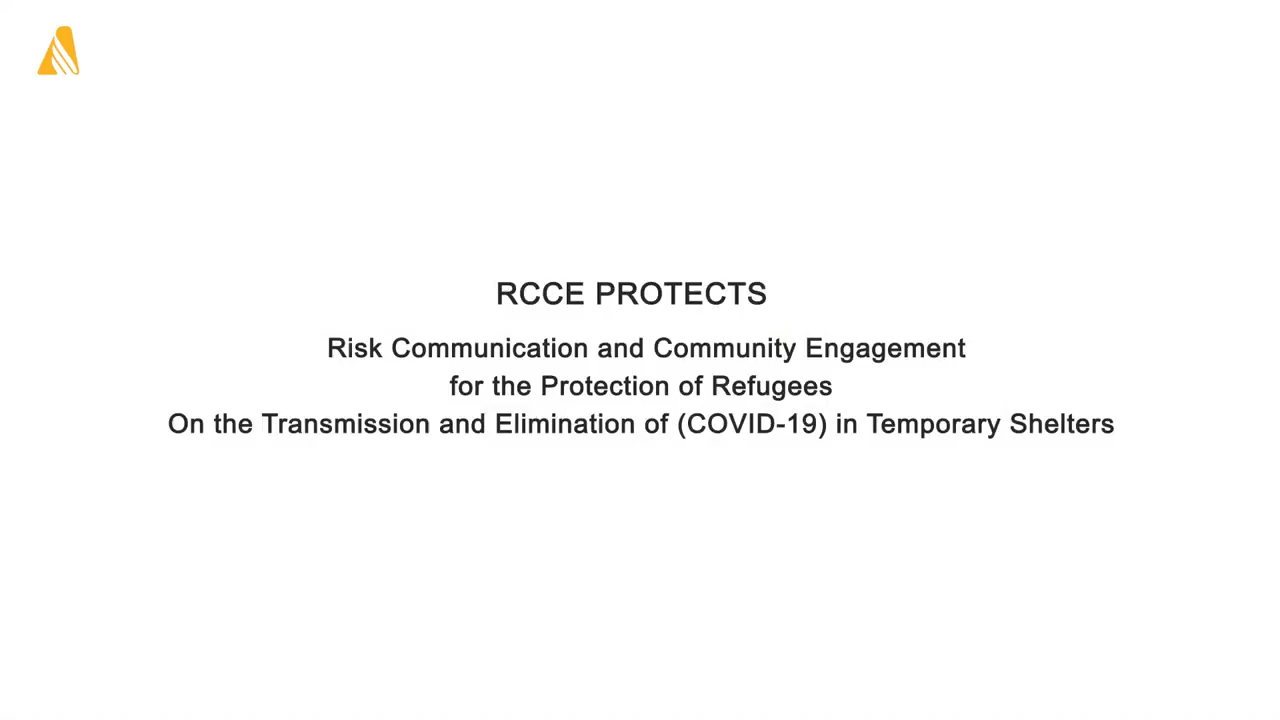 RCCE PROTECTS
Risk Communication and Community Engagement
for the Protection of Refugees
On the Transmission and Elimination of (COVID-19) in Temporary Shelters